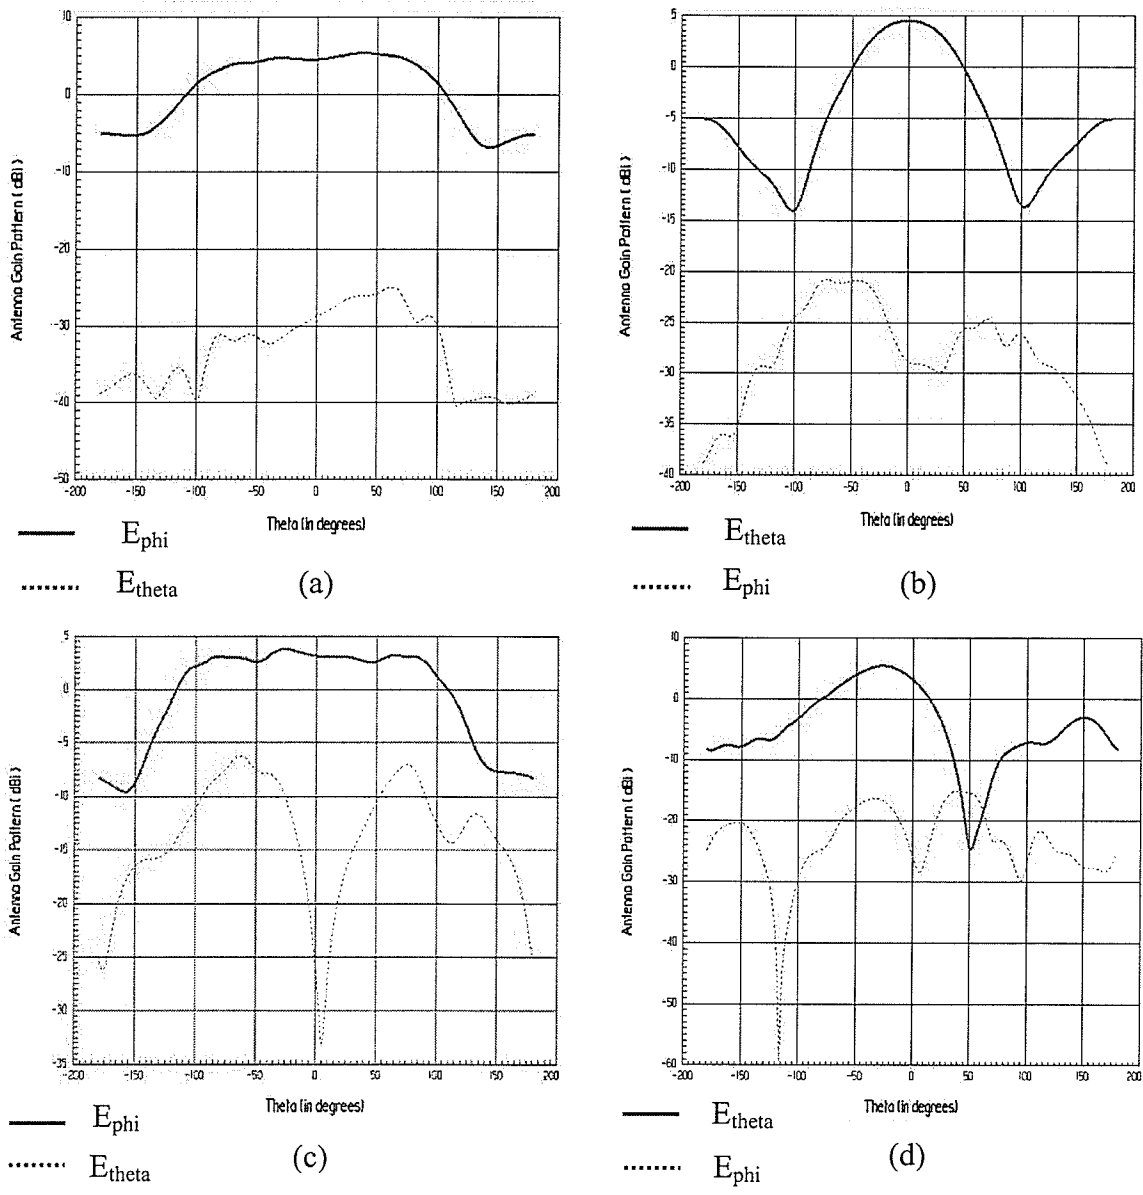 10
0
-10
-20
-30
-40
-50
-200 -150 -100 -50 0 50 100 150 200
Antenna Gain Pattern (dBi)
Theta (in degrees)
E_phi
E_theta
(a)
5
0
-5
-10
-15
-20
-25
-30
-35
-40
-200 -150 -100 -50 0 50 100 150 200
Antenna Gain Pattern (dBi)
Theta (in degrees)
E_theta
E_phi
(b)
5
0
-5
-10
-15
-20
-25
-30
-35
-200 -150 -100 -50 0 50 100 150 200
Antenna Gain Pattern (dBi)
Theta (in degrees)
E_phi
E_theta
(c)
10
0
-10
-20
-30
-40
-50
-60
-200 -150 -100 -50 0 50 100 150 200
Antenna Gain Pattern (dBi)
Theta (in degrees)
E_theta
E_phi
(d)